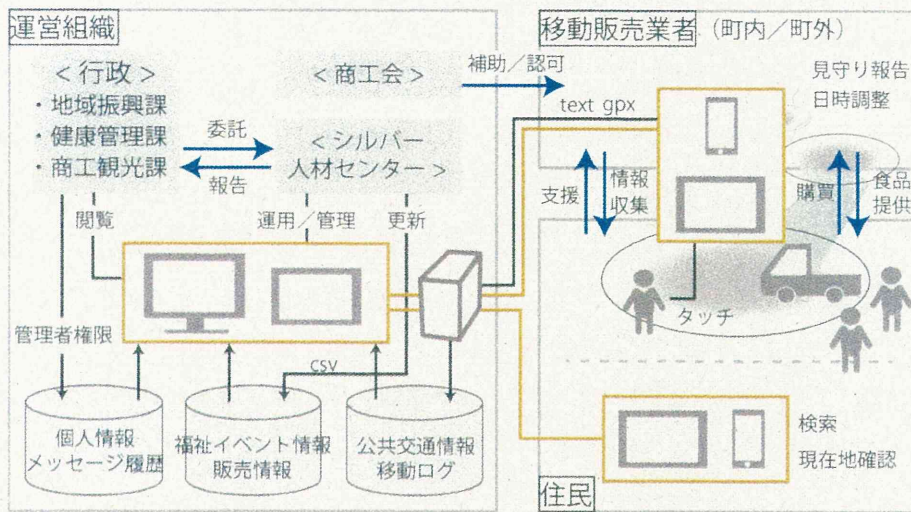 運営組織
<行政>
・地域振興課
・健康管理課
・商工観光課
<商工会>
委託
報告
<シルバー
人材センター>
閲覧
運用／管理
更新
管理者権限
csv
個人情報
メッセージ履歴
福祉イベント情報
販売情報
公共交通情報
移動ログ
補助／認可
移動販売業者（町内／町外）
見守り報告
日時調整
text gpx
支援
情報
収集
購買
食品
提供
タッチ
検索
現在地確認
住民